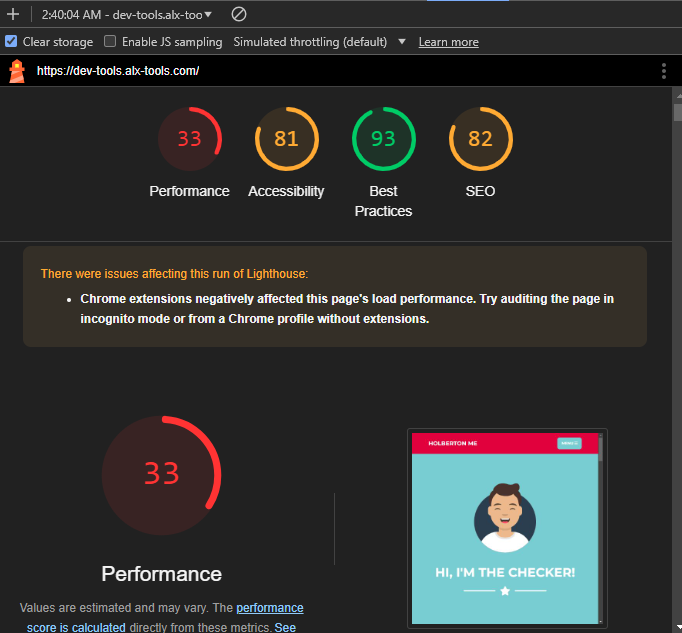 2:40:04 AM - dev-tools.alx-too
Clear storage Enable JS sampling Simulated throttling (default) Learn more
https://dev-tools.alx-tools.com/
33 81 93 82
Performance Accessibility Best Practices SEO
There were issues affecting this run of Lighthouse:
• Chrome extensions negatively affected this page's load performance. Try auditing the page in
incognito mode or from a Chrome profile without extensions.
33
Performance
Values are estimated and may vary. The performance
score is calculated directly from these metrics. See
HOLBERTON ME
HI, I'M THE CHECKER!